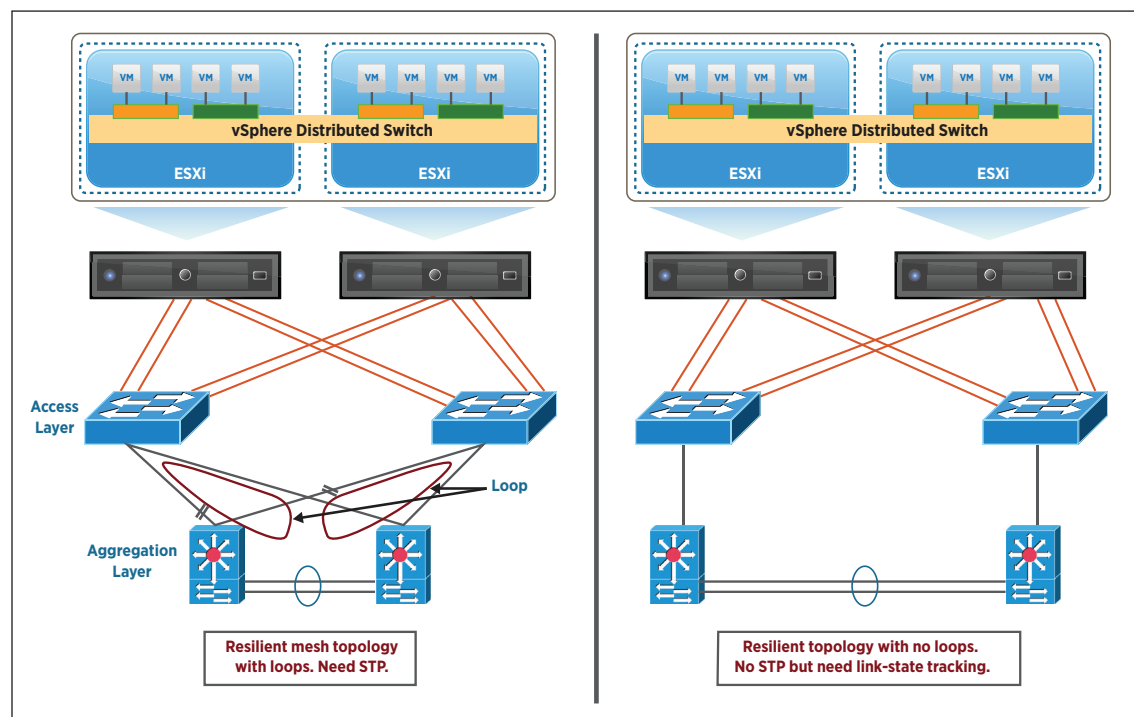 VM VM VM VM VM VM VM VM
vSphere Distributed Switch
ESXi ESXi
Access
Layer
Loop
Aggregation
Layer
Resilient mesh topology
with loops. Need STP.
VM VM VM VM VM VM VM VM
vSphere Distributed Switch
ESXi ESXi
Resilient topology with no loops.
No STP but need link-state tracking.